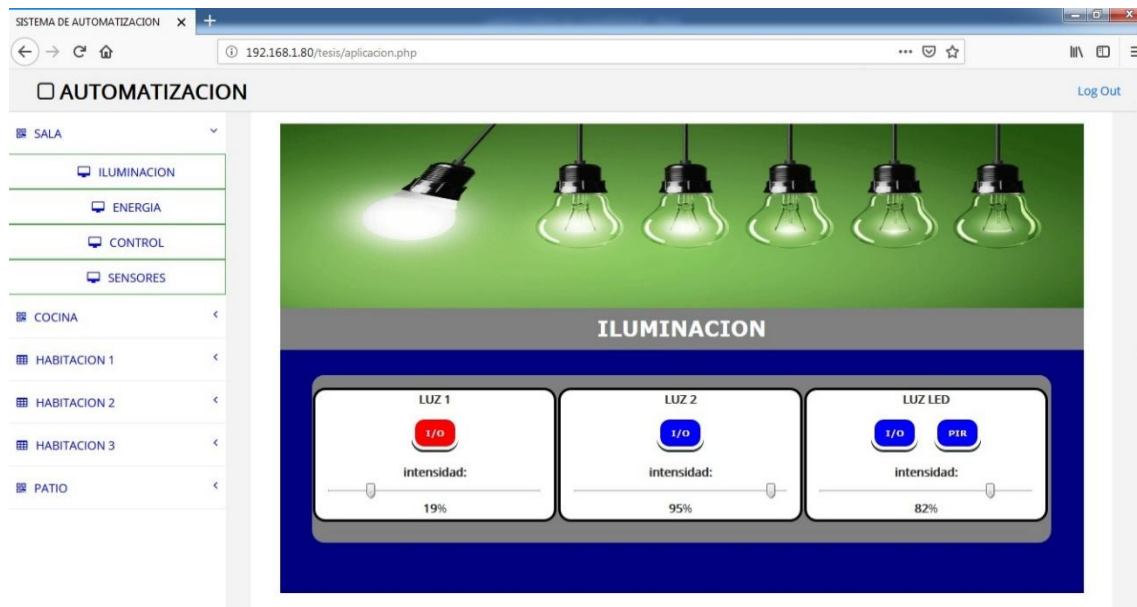 SISTEMA DE AUTOMATIZACION
192.168.1.80/tesis/aplicacion.php
AUTOMATIZACION
Log Out
SALA
ILUMINACION
ENERGIA
CONTROL
SENSORES
COCINA
HABITACION 1
HABITACION 2
HABITACION 3
PATIO
ILUMINACION
LUZ 1
I/O
intensidad:
19%
LUZ 2
I/O
intensidad:
95%
LUZ LED
I/O PIR
intensidad:
82%